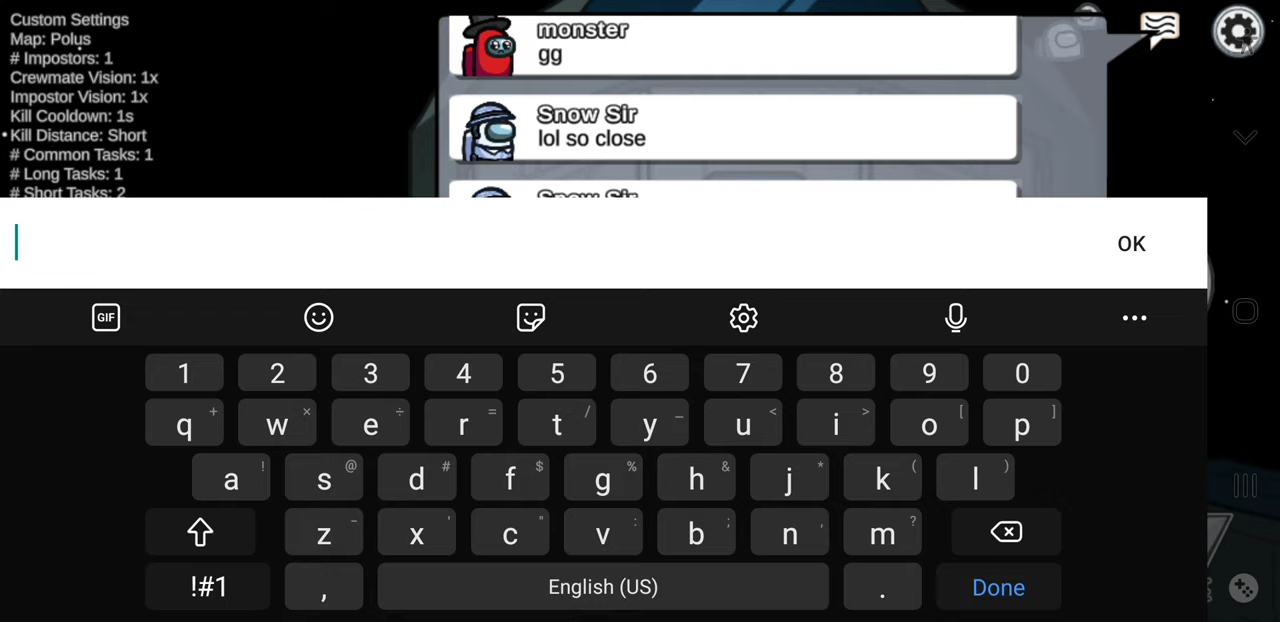 Custom Settings
Map: Polus
# Impostors: 1
Crewmate Vision: 1x
Impostor Vision: 1x
Kill Cooldown: 1s
Kill Distance: Short
# Common Tasks: 1
# Long Tasks: 1
# Short Tasks: 2
monster
gg
Snow Sir
lol so close
Snow Sir
OK
GIF
1 2 3 4 5 6 7 8 9 0
q + w × e ÷ r = t / y _ u < i > o [ p ]
a ! s @ d # f $ g % h & j * k ( l )
z - x ' c " v : b ; n , m ?
!#1 , English (US) . Done